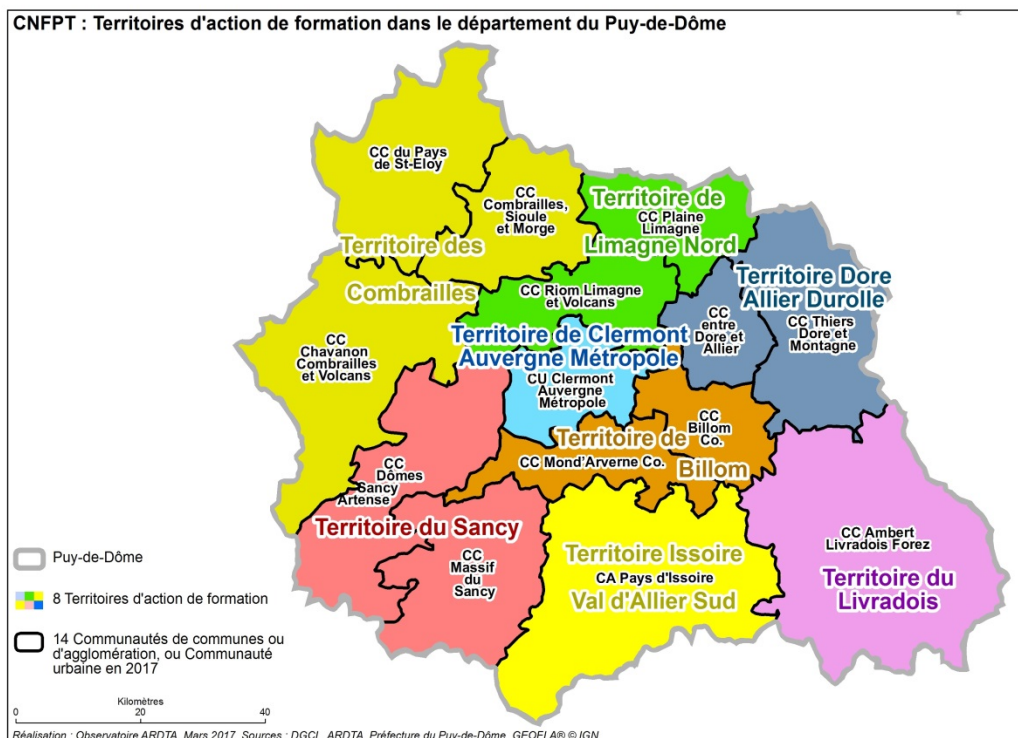 CNFPT : Territoires d'action de formation dans le département du Puy-de-Dôme
CC du Pays
de St-Eloy
CC
Combrailles,
Sioule
et Morge
Territoire de
CC Plaine
Limagne
Limagne Nord
Territoire des
Combrailles
Territoire Dore
Allier Durolle
CC Riom Limagne
et Volcans
CC
entre
Dore et
Allier
CC Thiers
Dore et
Montagne
Territoire de Clermont
Auvergne Métropole
CC
Chavanon
Combrailles
et Volcans
CU Clermont
Auvergne
Métropole
CC
Billom
Co.
Territoire de
Billom
CC Mond'Arverne Co.
CC
Dômes
Sancy
Artense
Territoire du Sancy
CC
Massif
du
Sancy
Territoire Issoire
CA Pays d'Issoire
Val d'Allier Sud
CC Ambert
Livradois Forez
Territoire du
Livradois
Puy-de-Dôme
8 Territoires d'action de formation
14 Communautés de communes ou
d'agglomération, ou Communauté
urbaine en 2017
Kilomètres
0 20 40
Réalisation : Observatoire ARDTA, Mars 2017. Sources : DGCL, ARDTA, Préfecture du Puy-de-Dôme, GEOFLA® © IGN